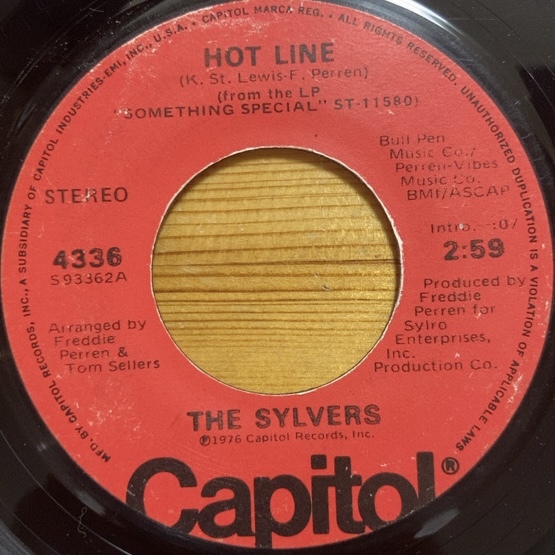 MFD. BY CAPITOL RECORDS, INC., A SUBSIDIARY OF CAPITOL INDUSTRIES-EMI, INC., U.S.A. • CAPITOL MARCA REG. • ALL RIGHTS RESERVED. UNAUTHORIZED DUPLICATION IS A VIOLATION OF APPLICABLE LAWS.
HOT LINE
(K. St. Lewis-F. Perren)
(from the LP
"SOMETHING SPECIAL" ST-11580)
Bull Pen
Music Co./
Perren-Vibes
Music Co.
BMI/ASCAP
STEREO
Intro.-:07
4336
2:59
S93362A
Produced by
Freddie
Perren for
Sylro
Enterprises,
Inc.
Production Co.
Arranged by
Freddie
Perren &
Tom Sellers
THE SYLVERS
℗1976 Capitol Records, Inc.
Capitol®